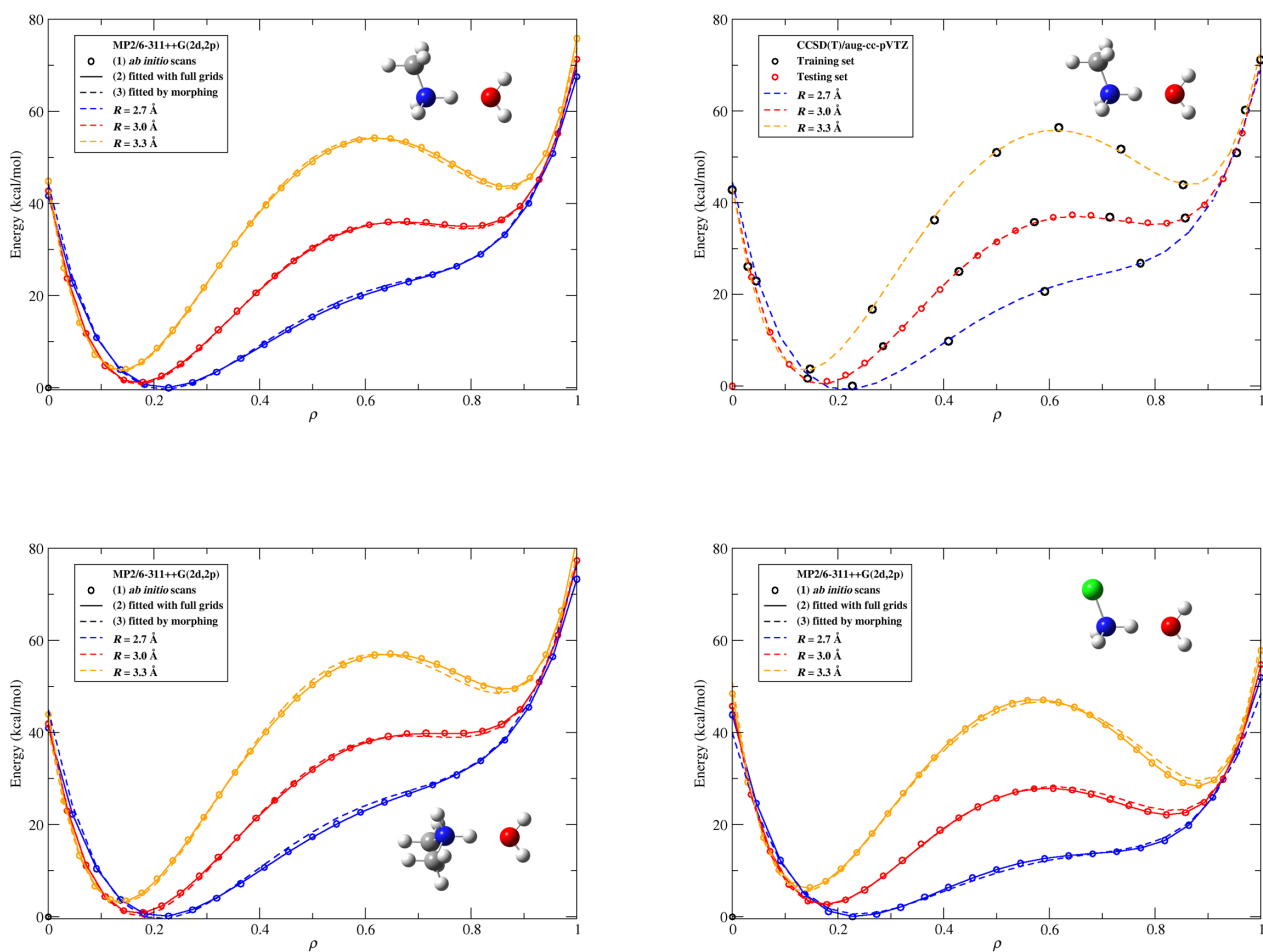 80
60
40
20
0
Energy (kcal/mol)
MP2/6-311++G(2d,2p)
(1) ab initio scans
(2) fitted with full grids
(3) fitted by morphing
R = 2.7 Å
R = 3.0 Å
R = 3.3 Å
0 0.2 0.4 0.6 0.8 1
ρ
80
60
40
20
0
Energy (kcal/mol)
CCSD(T)/aug-cc-pVTZ
Training set
Testing set
R = 2.7 Å
R = 3.0 Å
R = 3.3 Å
0 0.2 0.4 0.6 0.8 1
ρ
80
60
40
20
0
Energy (kcal/mol)
MP2/6-311++G(2d,2p)
(1) ab initio scans
(2) fitted with full grids
(3) fitted by morphing
R = 2.7 Å
R = 3.0 Å
R = 3.3 Å
0 0.2 0.4 0.6 0.8 1
ρ
80
60
40
20
0
Energy (kcal/mol)
MP2/6-311++G(2d,2p)
(1) ab initio scans
(2) fitted with full grids
(3) fitted by morphing
R = 2.7 Å
R = 3.0 Å
R = 3.3 Å
0 0.2 0.4 0.6 0.8 1
ρ